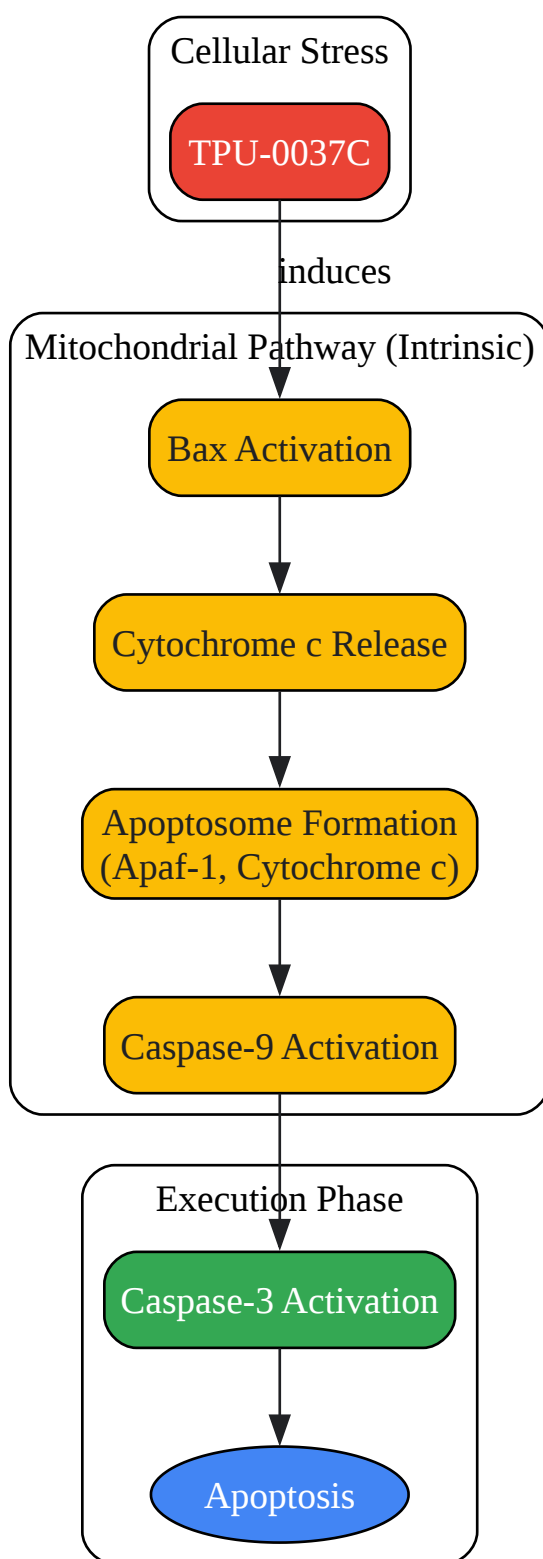 Cellular Stress
TPU-0037C
induces
Mitochondrial Pathway (Intrinsic)
Bax Activation
Cytochrome c Release
Apoptosome Formation
(Apaf-1, Cytochrome c)
Caspase-9 Activation
Execution Phase
Caspase-3 Activation
Apoptosis